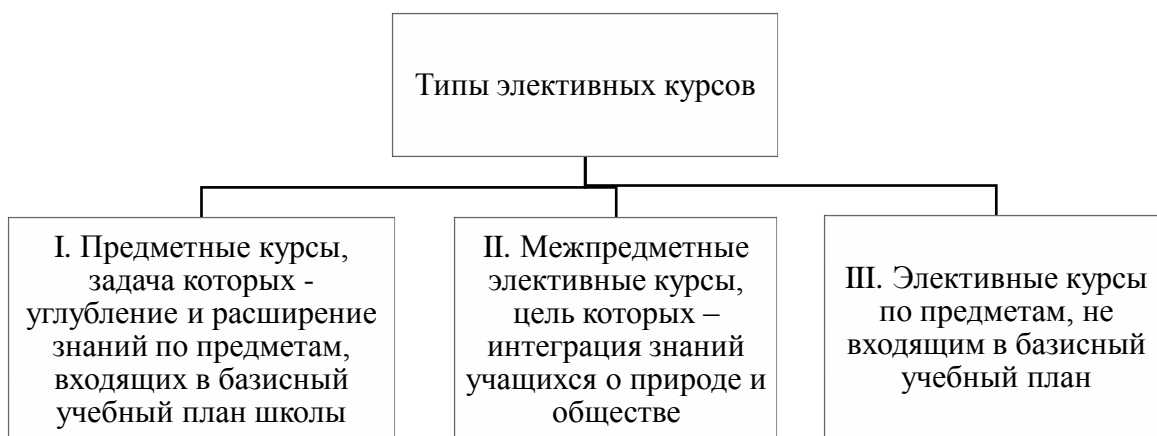 Типы элективных курсов
I. Предметные курсы,
задача которых -
углубление и расширение
знаний по предметам,
входящих в базисный
учебный план школы
II. Межпредметные
элективные курсы,
цель которых –
интеграция знаний
учащихся о природе и
обществе
III. Элективные курсы
по предметам, не
входящим в базисный
учебный план